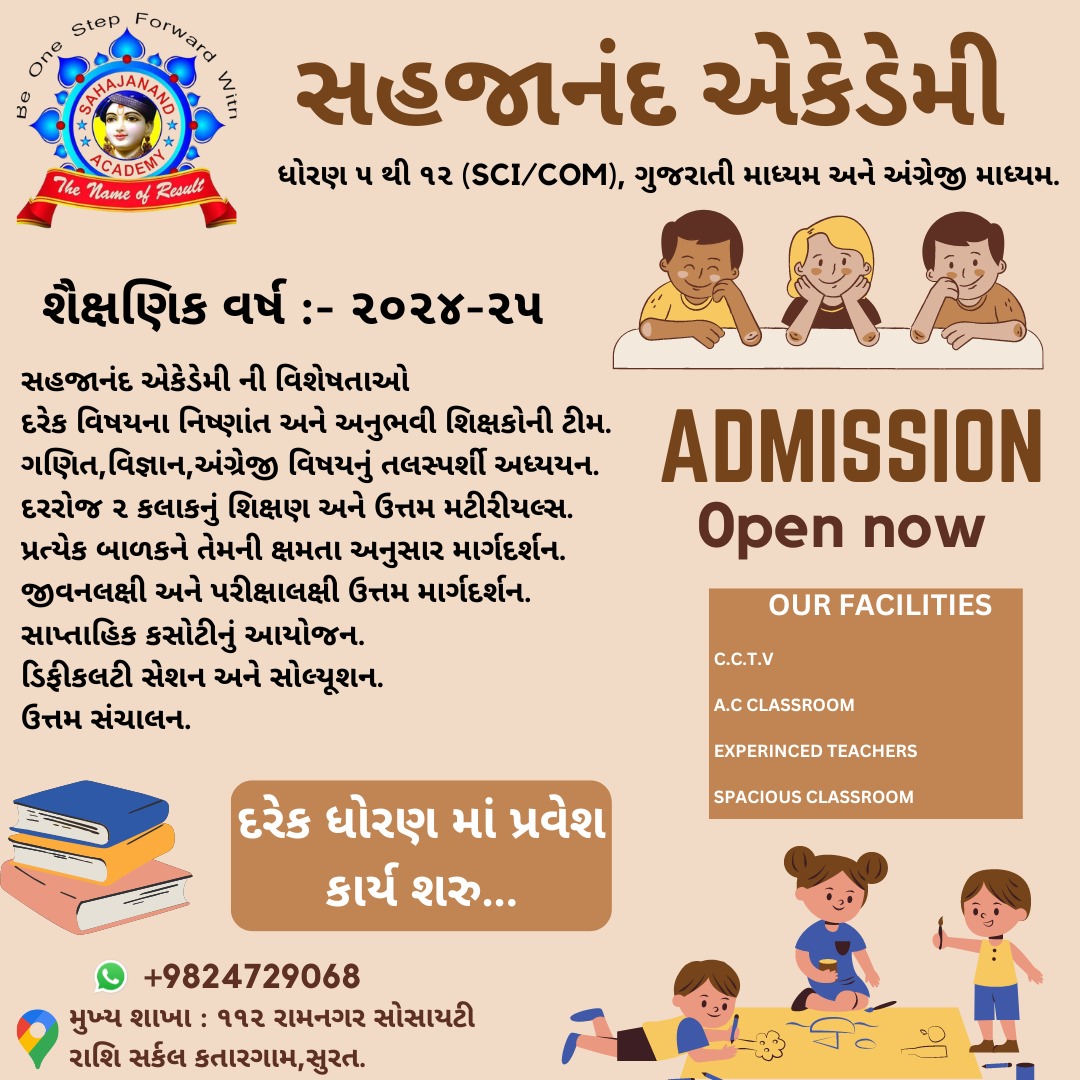 Be One Step Forward With
SAHAJANAND
ACADEMY
The Name of Result
સહજાનંદ એકેડેમી
ધોરણ ૫ થી ૧૨ (SCI/COM), ગુજરાતી માધ્યમ અને અંગ્રેજી માધ્યમ.
શૈક્ષણિક વર્ષ :- ૨૦૨૪-૨૫
સહજાનંદ એકેડેમી ની વિશેષતાઓ
દરેક વિષયના નિષ્ણાંત અને અનુભવી શિક્ષકોની ટીમ.
ગણિત,વિજ્ઞાન,અંગ્રેજી વિષયનું તલસ્પર્શી અધ્યયન.
દરરોજ ૨ કલાકનું શિક્ષણ અને ઉત્તમ મટીરીયલ્સ.
પ્રત્યેક બાળકને તેમની ક્ષમતા અનુસાર માર્ગદર્શન.
જીવનલક્ષી અને પરીક્ષાલક્ષી ઉત્તમ માર્ગદર્શન.
સાપ્તાહિક કસોટીનું આયોજન.
ડિફીકલટી સેશન અને સોલ્યૂશન.
ઉત્તમ સંચાલન.
ADMISSION
Open now
OUR FACILITIES
C.C.T.V
A.C CLASSROOM
EXPERINCED TEACHERS
SPACIOUS CLASSROOM
દરેક ધોરણ માં પ્રવેશ
કાર્ય શરુ...
+9824729068
મુખ્ય શાખા : ૧૧૨ રામનગર સોસાયટી
રાશિ સર્કલ કતારગામ,સુરત.